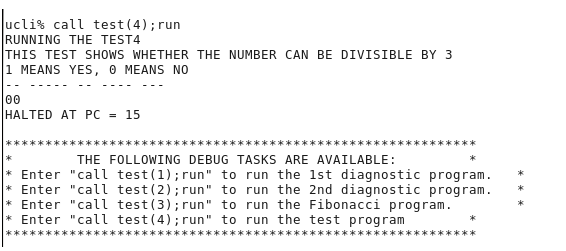 ucli% call test(4);run
RUNNING THE TEST4
THIS TEST SHOWS WHETHER THE NUMBER CAN BE DIVISIBLE BY 3
1 MEANS YES, 0 MEANS NO
-- ----- -- ---- ---
00
HALTED AT PC = 15
***********************************************************
*        THE FOLLOWING DEBUG TASKS ARE AVAILABLE:         *
* Enter "call test(1);run" to run the 1st diagnostic program.   *
* Enter "call test(2);run" to run the 2nd diagnostic program.   *
* Enter "call test(3);run" to run the Fibonacci program.        *
* Enter "call test(4);run" to run the test program        *
***********************************************************